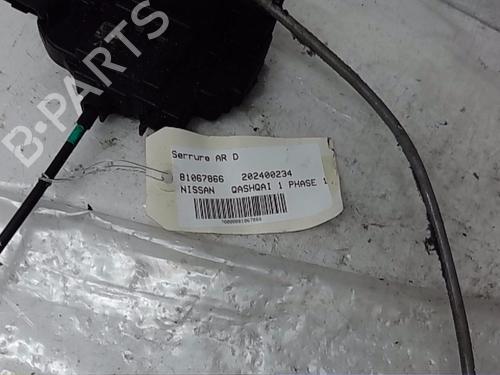 B-PARTS
Serrure AR D
81067866 202400234
NISSAN QASHQAI 1 PHASE 1